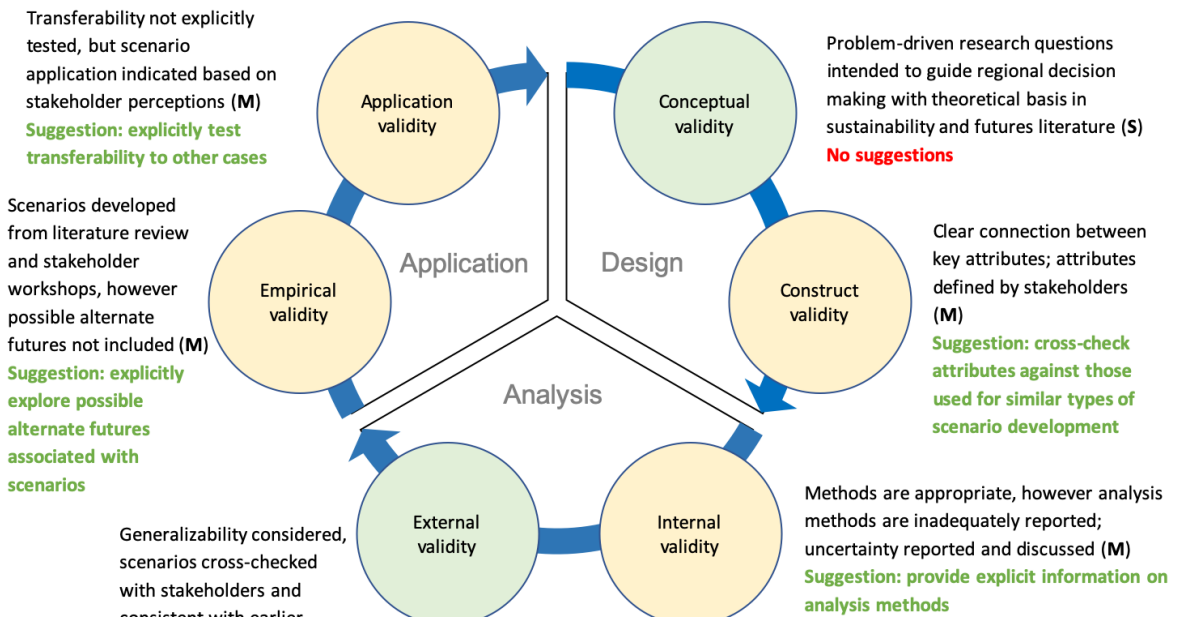 Transferability not explicitly
tested, but scenario
application indicated based on
stakeholder perceptions (M)
Suggestion: explicitly test
transferability to other cases
Application
validity
Conceptual
validity
Problem-driven research questions
intended to guide regional decision
making with theoretical basis in
sustainability and futures literature (S)
No suggestions
Scenarios developed
from literature review
and stakeholder
workshops, however
possible alternate
futures not included (M)
Suggestion: explicitly
explore possible
alternate futures
associated with
scenarios
Empirical
validity
Application
Design
Construct
validity
Clear connection between
key attributes; attributes
defined by stakeholders
(M)
Suggestion: cross-check
attributes against those
used for similar types of
scenario development
Analysis
Generalizability considered,
scenarios cross-checked
with stakeholders and
consistent with earlier
External
validity
Internal
validity
Methods are appropriate, however analysis
methods are inadequately reported;
uncertainty reported and discussed (M)
Suggestion: provide explicit information on
analysis methods